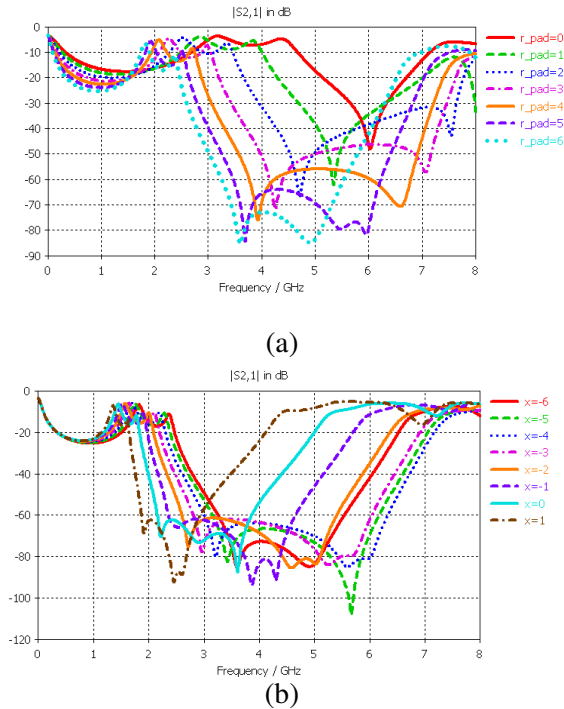 |S2,1| in dB
0
-10
-20
-30
-40
-50
-60
-70
-80
-90
0 1 2 3 4 5 6 7 8
Frequency / GHz
r_pad=0
r_pad=1
r_pad=2
r_pad=3
r_pad=4
r_pad=5
r_pad=6
(a)
|S2,1| in dB
0
-20
-40
-60
-80
-100
-120
0 1 2 3 4 5 6 7 8
Frequency / GHz
x=-6
x=-5
x=-4
x=-3
x=-2
x=-1
x=0
x=1
(b)